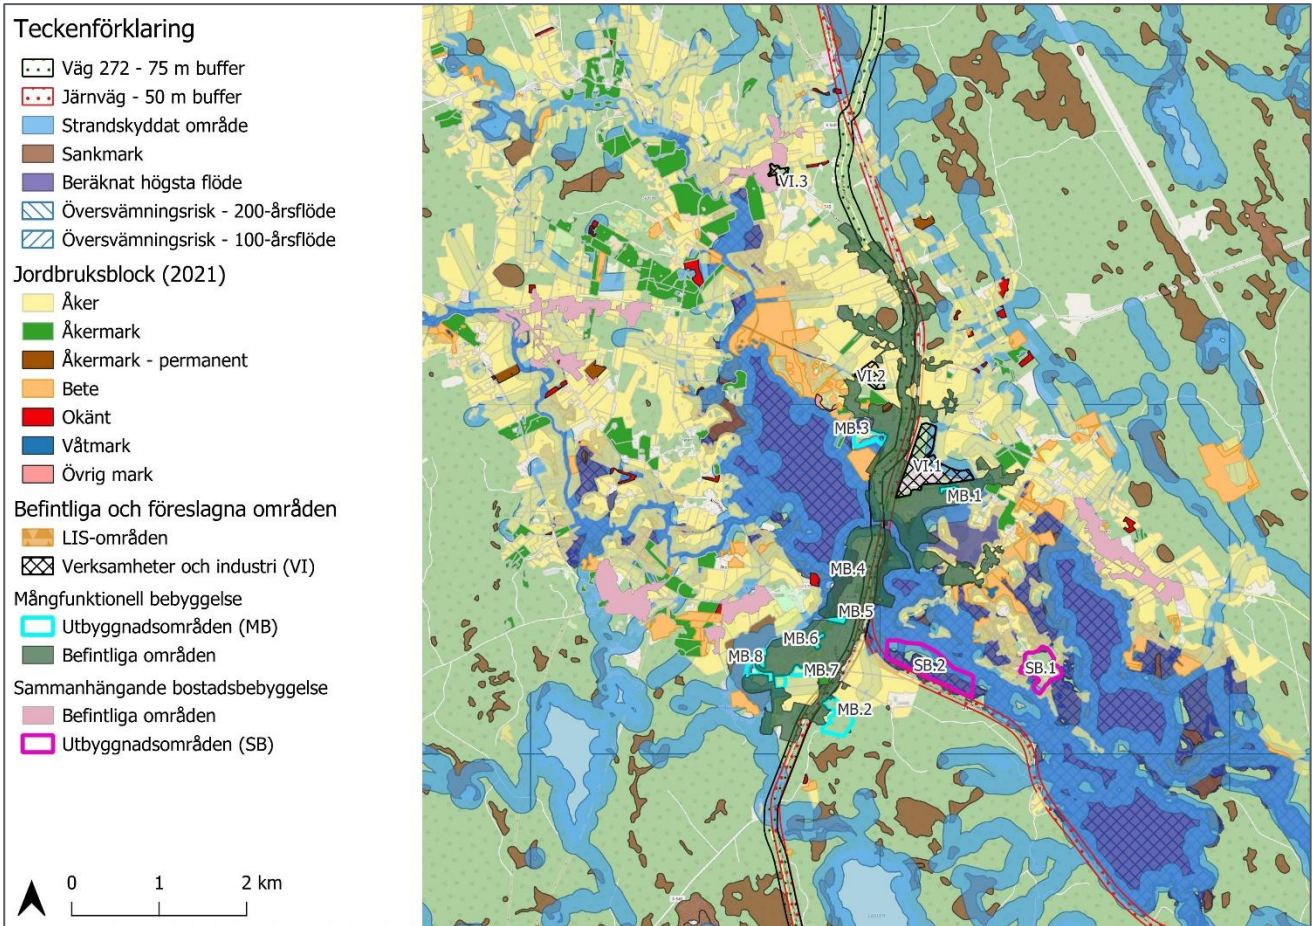 Teckenförklaring
Väg 272 - 75 m buffer
Järnväg - 50 m buffer
Strandskyddat område
Sankmark
Beräknat högsta flöde
Översvämningsrisk - 200-årsflöde
Översvämningsrisk - 100-årsflöde
Jordbruksblock (2021)
Åker
Åkermark
Åkermark - permanent
Bete
Okänt
Våtmark
Övrig mark
Befintliga och föreslagna områden
LIS-områden
Verksamheter och industri (VI)
Mångfunktionell bebyggelse
Utbyggnadsområden (MB)
Befintliga områden
Sammanhängande bostadsbebyggelse
Befintliga områden
Utbyggnadsområden (SB)
0 1 2 km
VI.3
VI.2
MB.3
VI.1
MB.1
MB.4
MB.5
MB.6
MB.8
MB.7
SB.2
SB.1
MB.2